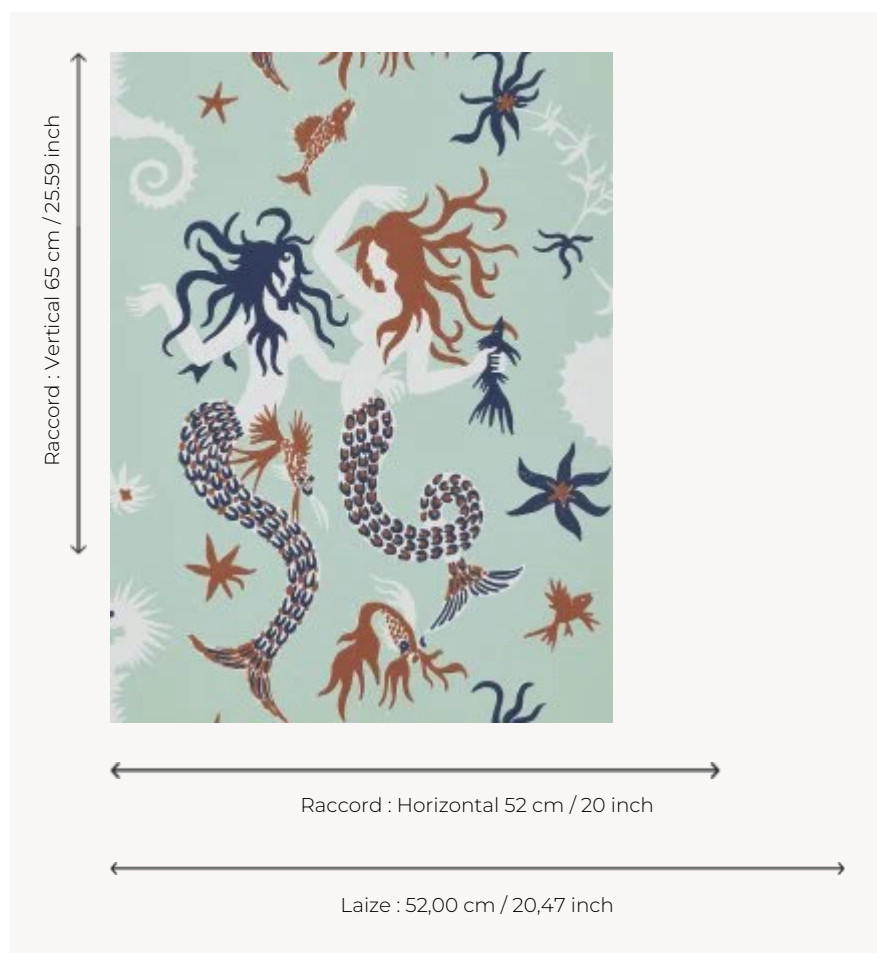 Raccord : Vertical 65 cm / 25.59 inch
Raccord : Horizontal 52 cm / 20 inch
Laize : 52,00 cm / 20,47 inch